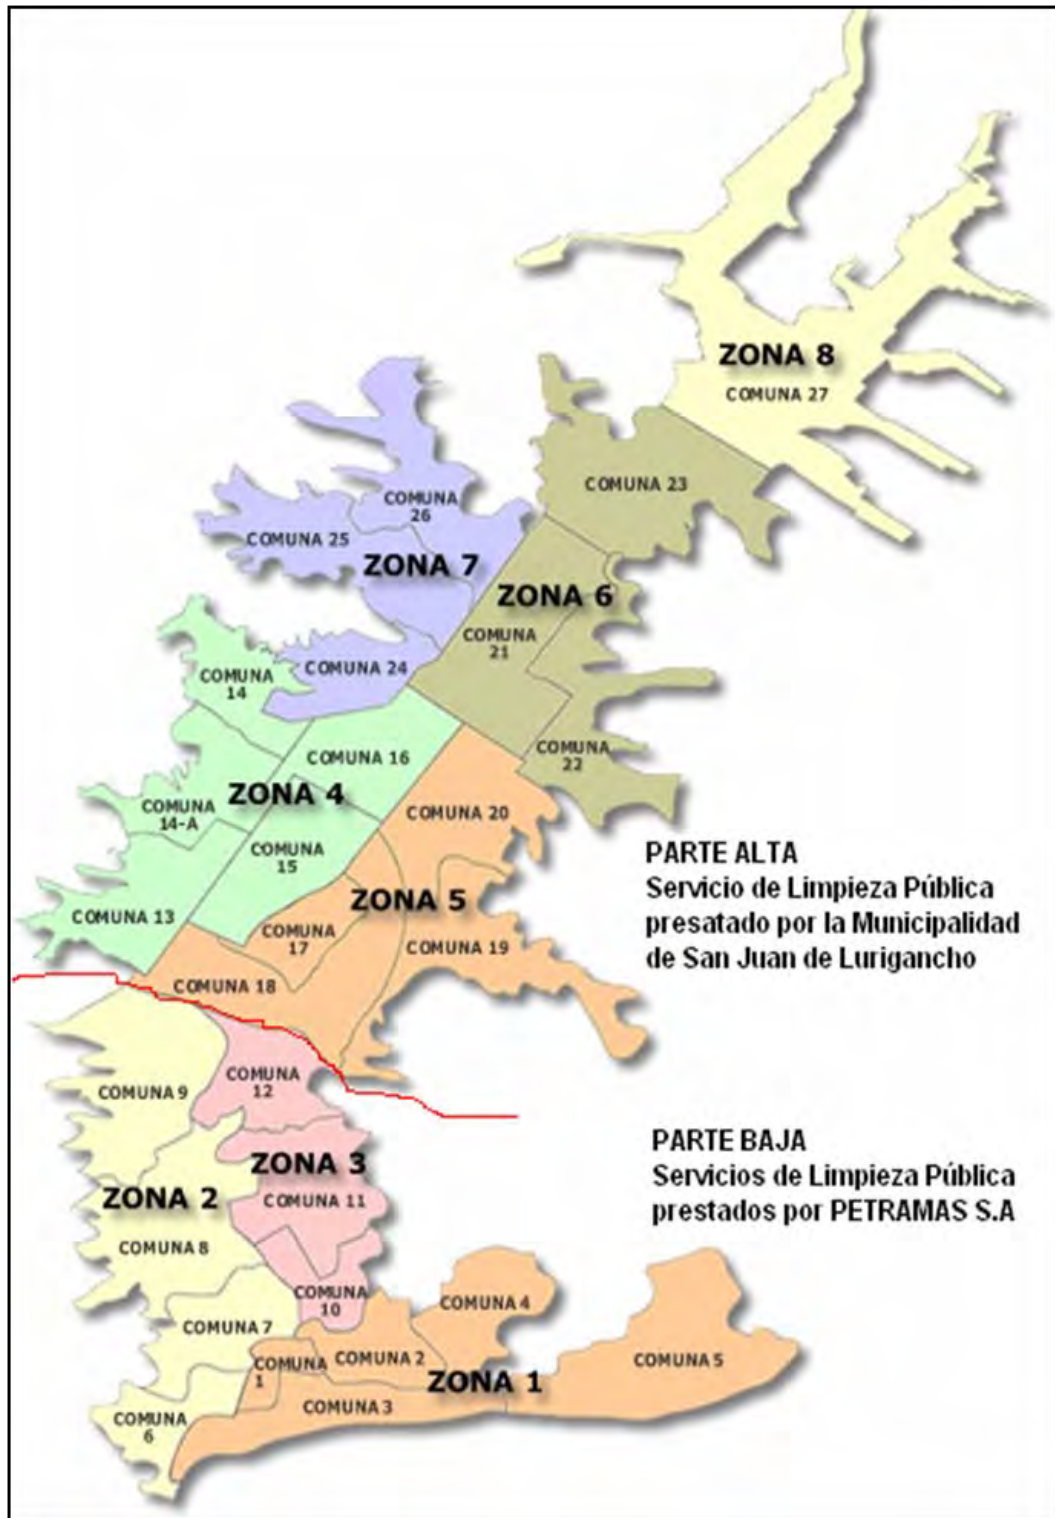 ZONA 8
COMUNA 27
COMUNA 23
COMUNA
26
COMUNA 25
ZONA 7
ZONA 6
COMUNA
21
COMUNA 24
COMUNA
14
COMUNA
22
COMUNA 16
ZONA 4
COMUNA
14-A
COMUNA 20
COMUNA
15
ZONA 5
COMUNA 13
COMUNA
17
COMUNA 19
COMUNA 18
PARTE ALTA
Servicio de Limpieza Pública
presatado por la Municipalidad
de San Juan de Lurigancho
COMUNA
12
COMUNA 9
ZONA 3
COMUNA 11
ZONA 2
COMUNA 8
PARTE BAJA
Servicios de Limpieza Pública
prestados por PETRAMAS S.A
COMUNA
10
COMUNA 4
COMUNA 7
COMUNA
1
COMUNA 2
COMUNA 5
ZONA 1
COMUNA 3
COMUNA
6